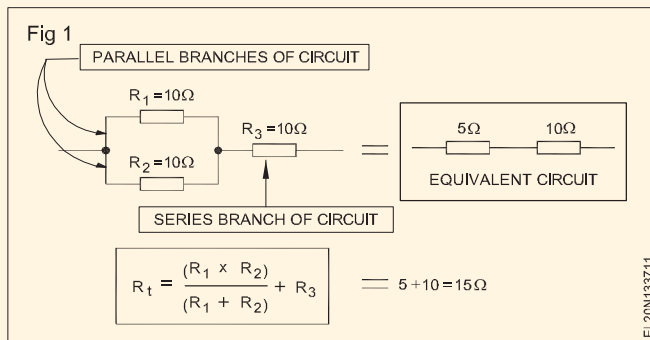 Fig 1
PARALLEL BRANCHES OF CIRCUIT
R₁=10Ω
R₂=10Ω
R₃=10Ω
SERIES BRANCH OF CIRCUIT
=
5Ω 10Ω
EQUIVALENT CIRCUIT
Rₜ = (R₁ x R₂) / (R₁ + R₂) + R₃ = 5+10=15Ω
EL20N133711